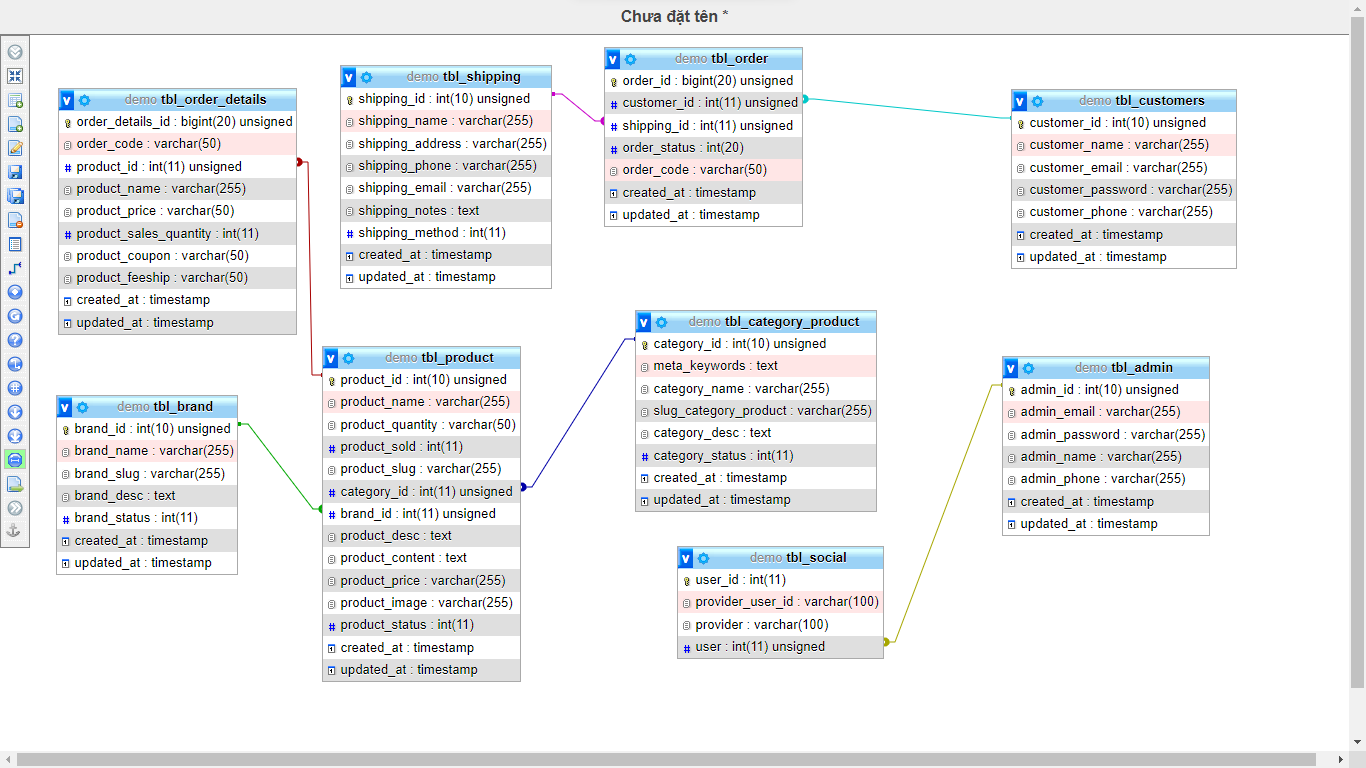 Chưa đặt tên *
demo tbl_order_details
order_details_id : bigint(20) unsigned
order_code : varchar(50)
product_id : int(11) unsigned
product_name : varchar(255)
product_price : varchar(50)
product_sales_quantity : int(11)
product_coupon : varchar(50)
product_feeship : varchar(50)
created_at : timestamp
updated_at : timestamp
demo tbl_shipping
shipping_id : int(10) unsigned
shipping_name : varchar(255)
shipping_address : varchar(255)
shipping_phone : varchar(255)
shipping_email : varchar(255)
shipping_notes : text
shipping_method : int(11)
created_at : timestamp
updated_at : timestamp
demo tbl_order
order_id : bigint(20) unsigned
customer_id : int(11) unsigned
shipping_id : int(11) unsigned
order_status : int(20)
order_code : varchar(50)
created_at : timestamp
updated_at : timestamp
demo tbl_customers
customer_id : int(10) unsigned
customer_name : varchar(255)
customer_email : varchar(255)
customer_password : varchar(255)
customer_phone : varchar(255)
created_at : timestamp
updated_at : timestamp
demo tbl_brand
brand_id : int(10) unsigned
brand_name : varchar(255)
brand_slug : varchar(255)
brand_desc : text
brand_status : int(11)
created_at : timestamp
updated_at : timestamp
demo tbl_product
product_id : int(10) unsigned
product_name : varchar(255)
product_quantity : varchar(50)
product_sold : int(11)
product_slug : varchar(255)
category_id : int(11) unsigned
brand_id : int(11) unsigned
product_desc : text
product_content : text
product_price : varchar(255)
product_image : varchar(255)
product_status : int(11)
created_at : timestamp
updated_at : timestamp
demo tbl_category_product
category_id : int(10) unsigned
meta_keywords : text
category_name : varchar(255)
slug_category_product : varchar(255)
category_desc : text
category_status : int(11)
created_at : timestamp
updated_at : timestamp
demo tbl_social
user_id : int(11)
provider_user_id : varchar(100)
provider : varchar(100)
user : int(11) unsigned
demo tbl_admin
admin_id : int(10) unsigned
admin_email : varchar(255)
admin_password : varchar(255)
admin_name : varchar(255)
admin_phone : varchar(255)
created_at : timestamp
updated_at : timestamp